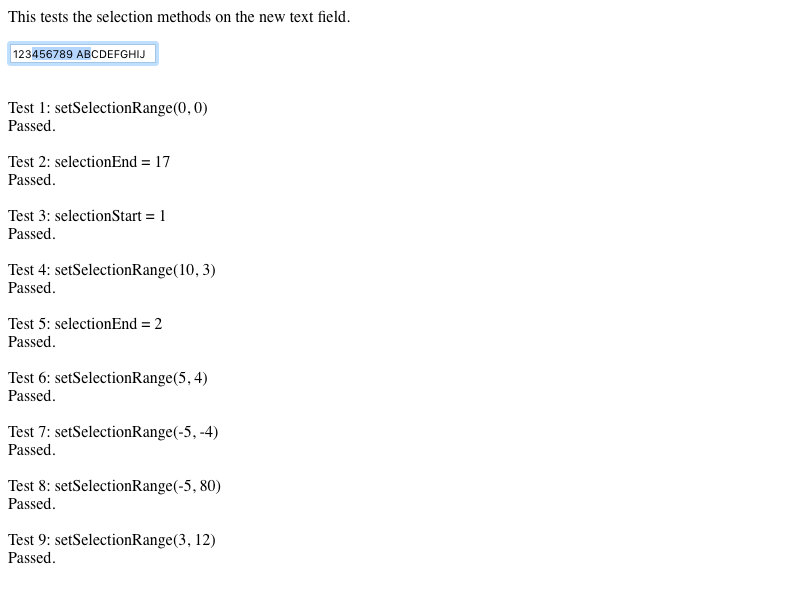 This tests the selection methods on the new text field.
123456789 ABCDEFGHIJ
Test 1: setSelectionRange(0, 0)
Passed.
Test 2: selectionEnd = 17
Passed.
Test 3: selectionStart = 1
Passed.
Test 4: setSelectionRange(10, 3)
Passed.
Test 5: selectionEnd = 2
Passed.
Test 6: setSelectionRange(5, 4)
Passed.
Test 7: setSelectionRange(-5, -4)
Passed.
Test 8: setSelectionRange(-5, 80)
Passed.
Test 9: setSelectionRange(3, 12)
Passed.